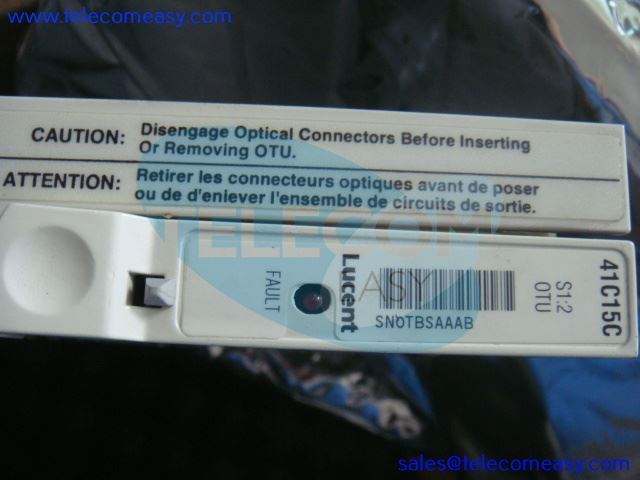 www.telecomeasy.com
CAUTION: Disengage Optical Connectors Before Inserting
Or Removing OTU.
ATTENTION: Retirer les connecteurs optiques avant de poser
ou de d'eniever l'ensemble de circuits de sortie.
TELECOM
EASY
FAULT
Lucent
SNOTBSAAAB
S1:2
OTU
41C15C
sales@telecomeasy.com